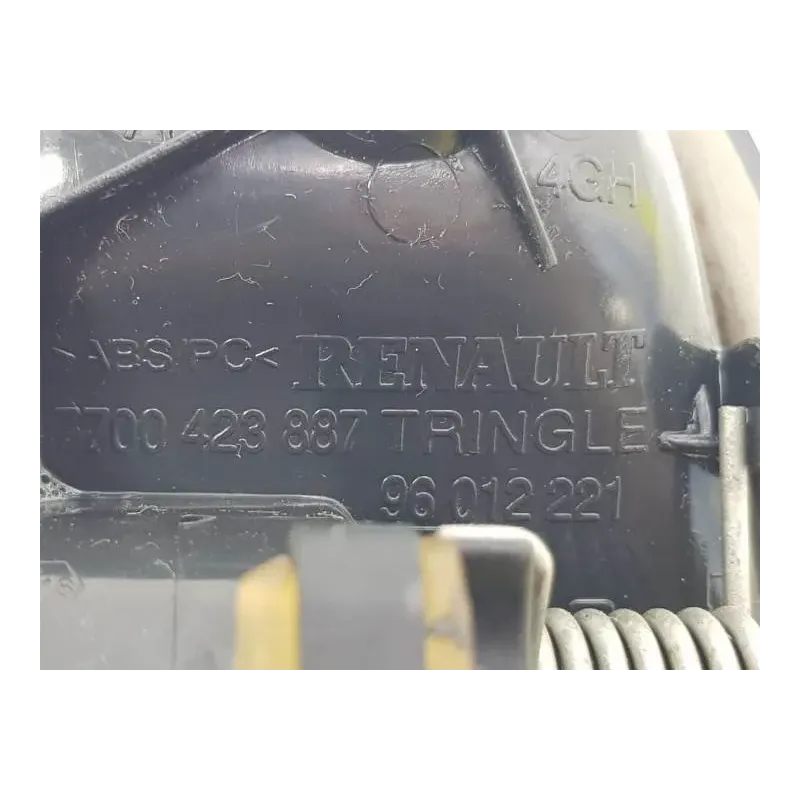 4GH
>ABS/PC< RENAULT
7700 423 887 TRINGLE
96 012 221